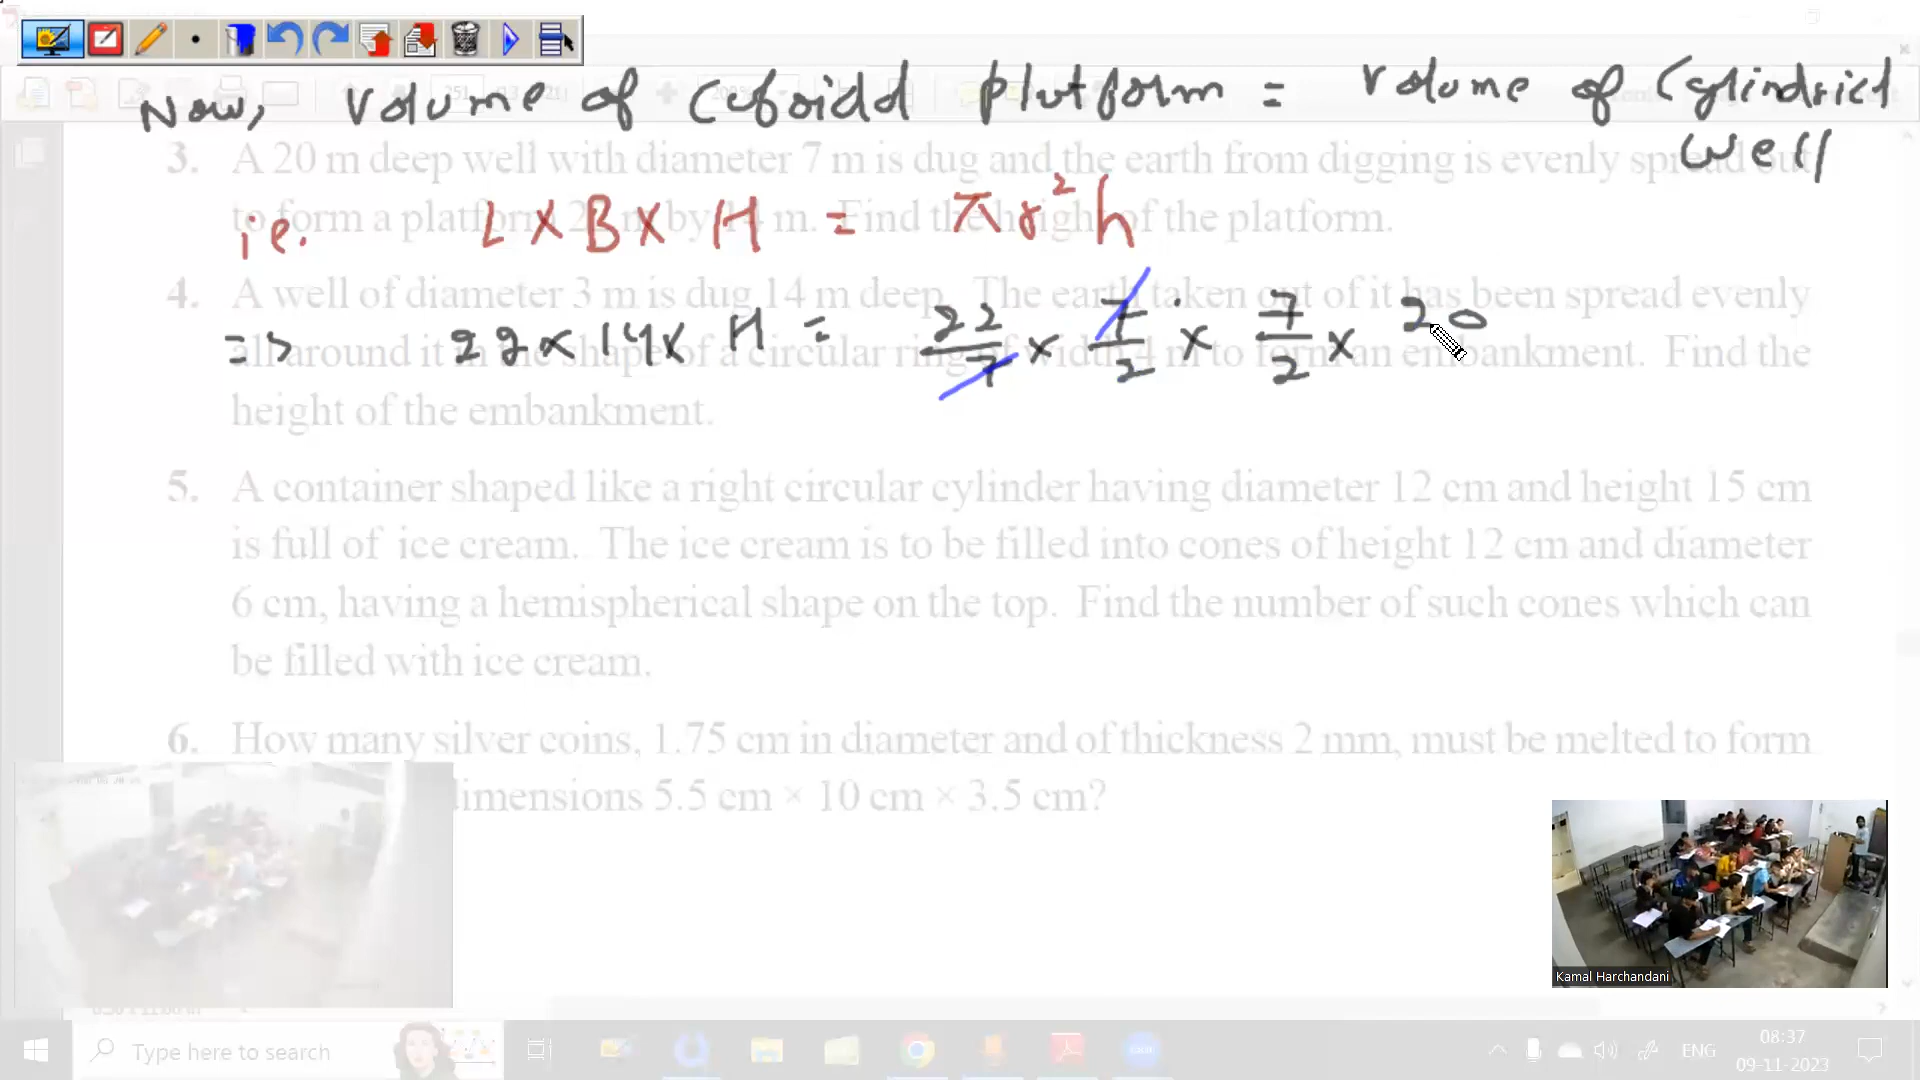 Now, volume of Cuboidal platform = volume of Cylindricl
well
3. A 20 m deep well with diameter 7 m is dug and the earth from digging is evenly spread out
to form a platform 22 m by 14 m. Find the height of the platform.
i.e. L × B × H = πr²h
4. A well of diameter 3 m is dug 14 m deep. The earth taken out of it has been spread evenly
all around it in the shape of a circular ring of width 4 m to form an embankment. Find the
height of the embankment.
=> 22 × 14 × H = 22/7 × 7/2 × 7/2 × 20
5. A container shaped like a right circular cylinder having diameter 12 cm and height 15 cm
is full of ice cream. The ice cream is to be filled into cones of height 12 cm and diameter
6 cm, having a hemispherical shape on the top. Find the number of such cones which can
be filled with ice cream.
6. How many silver coins, 1.75 cm in diameter and of thickness 2 mm, must be melted to form
dimensions 5.5 cm × 10 cm × 3.5 cm?
Kamal Harchandani
Type here to search
ENG
08:37
09-11-2023